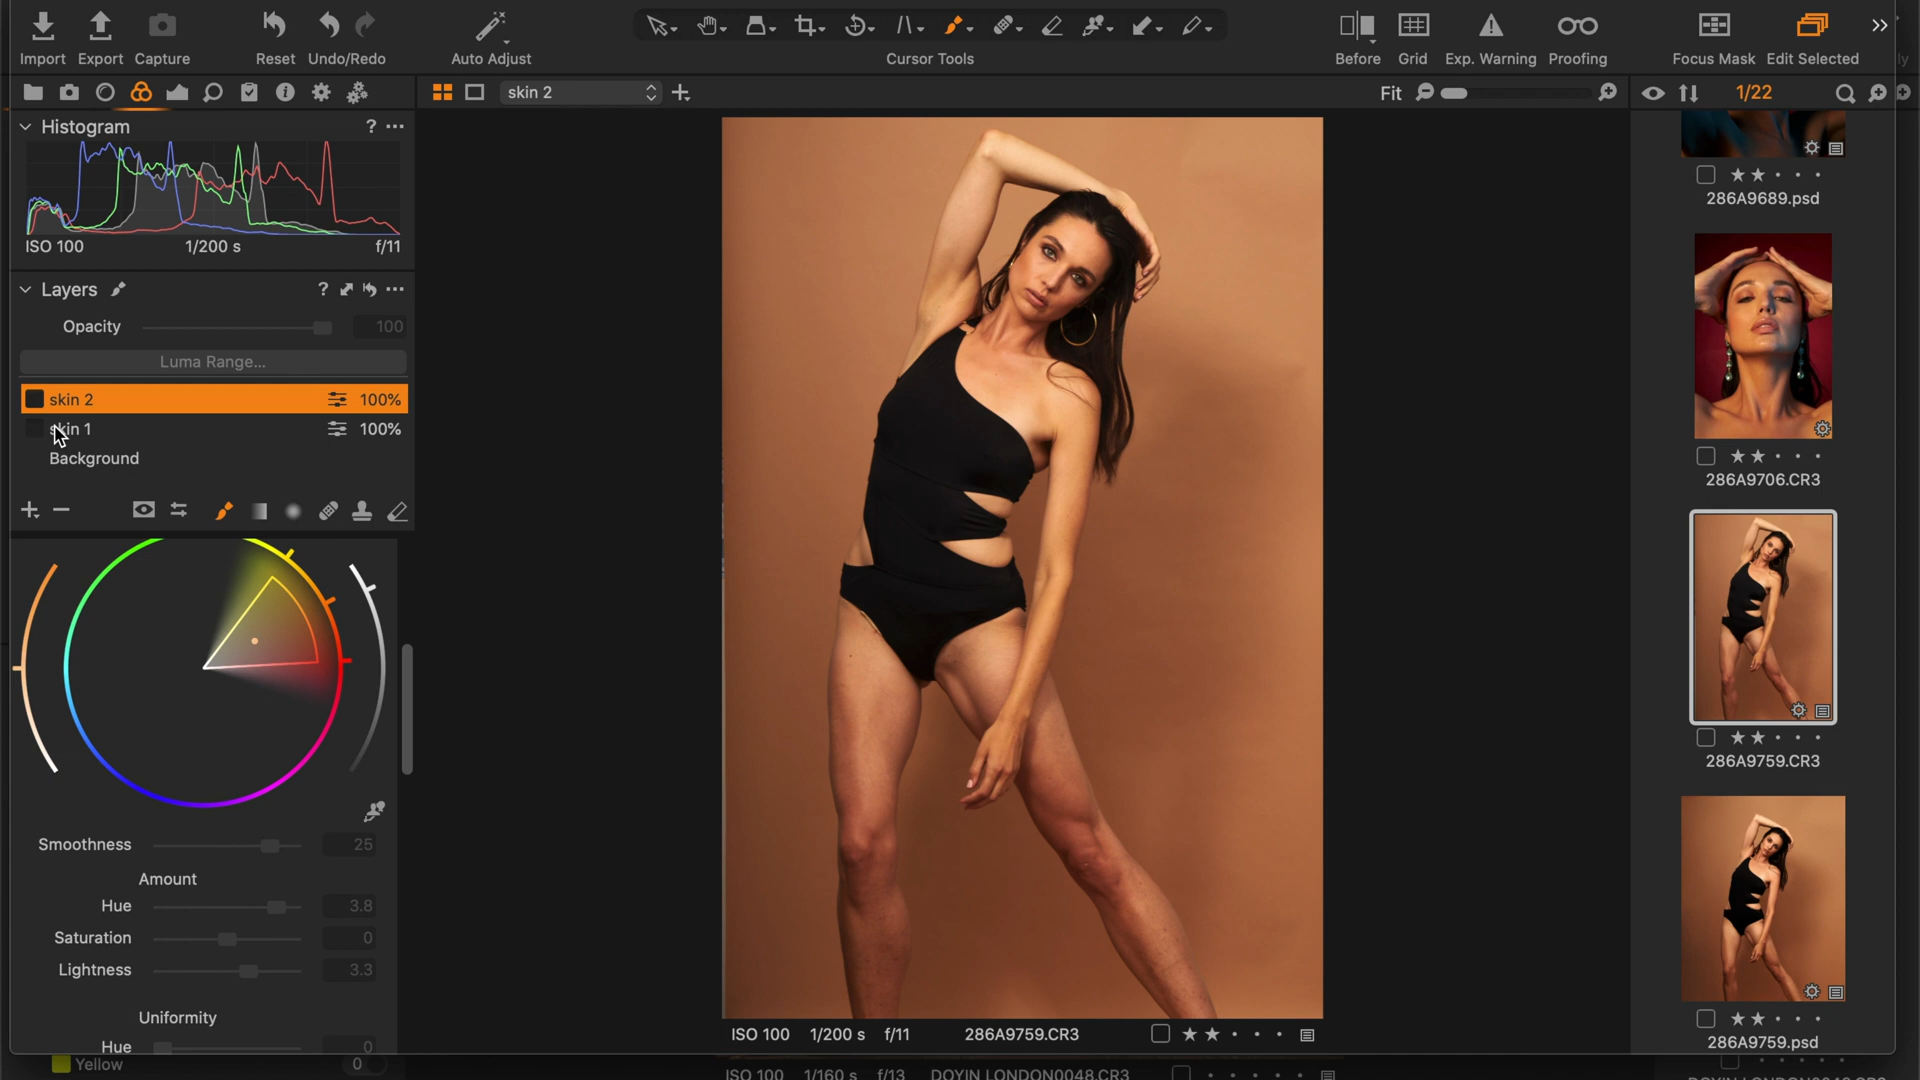 Import Export Capture Reset Undo/Redo Auto Adjust Cursor Tools Before Grid Exp. Warning Proofing Focus Mask Edit Selected
skin 2 Fit 1/22
Histogram ?
ISO 100 1/200 s f/11
Layers ?
Opacity 100
Luma Range...
skin 2 100%
skin 1 100%
Background
Smoothness 25
Amount
Hue 3.8
Saturation 0
Lightness 3.3
Uniformity
Hue 0
Yellow 0
ISO 100 1/200 s f/11 286A9759.CR3
ISO 100 1/160 s f/13 DOYIN LONDON0048.CR3
286A9689.psd
286A9706.CR3
286A9759.CR3
286A9759.psd